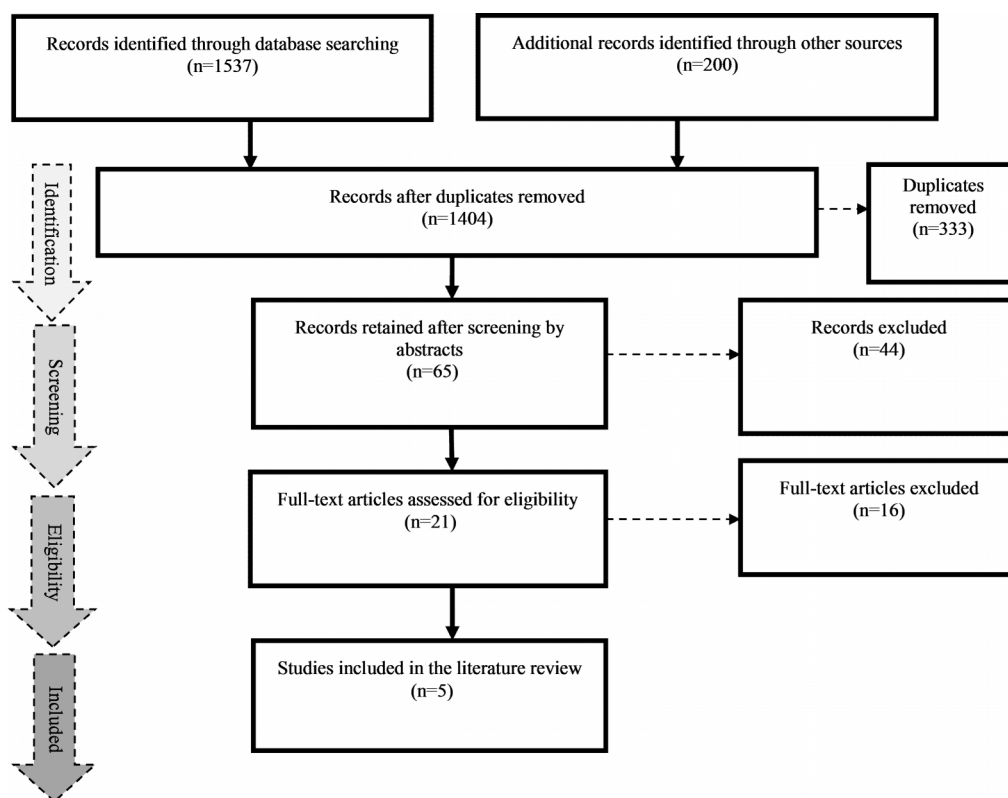 Records identified through database searching
(n=1537)
Additional records identified through other sources
(n=200)
Identification
Records after duplicates removed
(n=1404)
Duplicates
removed
(n=333)
Screening
Records retained after screening by
abstracts
(n=65)
Records excluded
(n=44)
Eligibility
Full-text articles assessed for eligibility
(n=21)
Full-text articles excluded
(n=16)
Included
Studies included in the literature review
(n=5)